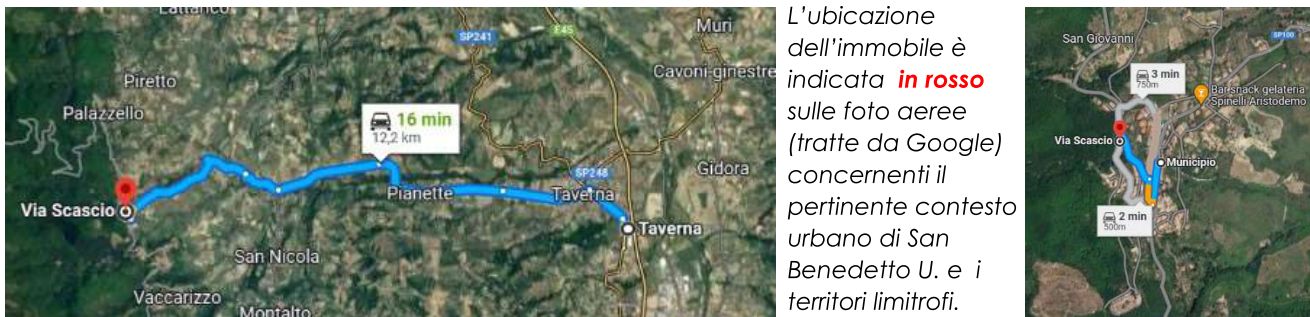 Lattarico
Muri
SP241
E45
Piretto
Cavoni-ginestre
Palazzello
16 min
12,2 km
SP248
Gidora
Pianette
Taverna
Via Scascio
Taverna
San Nicola
Vaccarizzo
Montalto
L'ubicazione
dell'immobile è
indicata in rosso
sulle foto aeree
(tratte da Google)
concernenti il
pertinente contesto
urbano di San
Benedetto U. e i
territori limitrofi.
San Giovanni
SP100
3 min
750m
Bar snack gelateria
Spinelli Aristodemo
Via Scascio
Municipio
2 min
500m